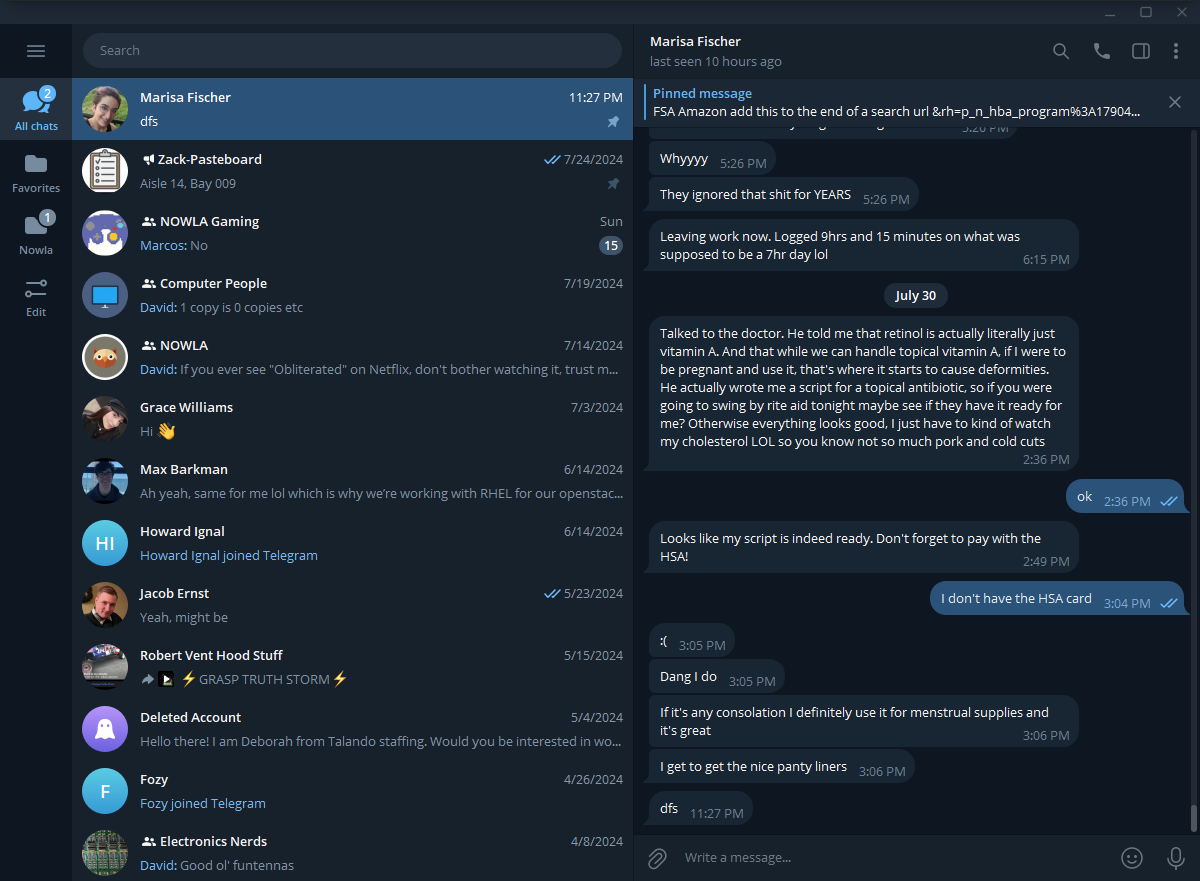 Search
2
All chats
Favorites
1
Nowla
Edit
Marisa Fischer
11:27 PM
dfs
Zack-Pasteboard
7/24/2024
Aisle 14, Bay 009
NOWLA Gaming
Sun
Marcos: No
15
Computer People
7/19/2024
David: 1 copy is 0 copies etc
NOWLA
7/14/2024
David: If you ever see "Obliterated" on Netflix, don't bother watching it, trust m...
Grace Williams
7/3/2024
Hi 👋
Max Barkman
6/14/2024
Ah yeah, same for me lol which is why we’re working with RHEL for our openstac...
HI
Howard Ignal
6/14/2024
Howard Ignal joined Telegram
Jacob Ernst
5/23/2024
Yeah, might be
Robert Vent Hood Stuff
5/15/2024
⚡GRASP TRUTH STORM⚡
Deleted Account
5/4/2024
Hello there! I am Deborah from Talando staffing. Would you be interested in wo...
F
Fozy
4/26/2024
Fozy joined Telegram
Electronics Nerds
4/8/2024
David: Good ol' funtennas
Marisa Fischer
last seen 10 hours ago
Pinned message
FSA Amazon add this to the end of a search url &rh=p_n_hba_program%3A17904...
5:26 PM
Whyyyy 5:26 PM
They ignored that shit for YEARS 5:26 PM
Leaving work now. Logged 9hrs and 15 minutes on what was
supposed to be a 7hr day lol
6:15 PM
July 30
Talked to the doctor. He told me that retinol is actually literally just
vitamin A. And that while we can handle topical vitamin A, if I were to
be pregnant and use it, that's where it starts to cause deformities.
He actually wrote me a script for a topical antibiotic, so if you were
going to swing by rite aid tonight maybe see if they have it ready for
me? Otherwise everything looks good, I just have to kind of watch
my cholesterol LOL so you know not so much pork and cold cuts
2:36 PM
ok 2:36 PM
Looks like my script is indeed ready. Don't forget to pay with the
HSA!
2:49 PM
I don't have the HSA card 3:04 PM
:( 3:05 PM
Dang I do 3:05 PM
If it's any consolation I definitely use it for menstrual supplies and
it's great
3:06 PM
I get to get the nice panty liners 3:06 PM
dfs 11:27 PM
Write a message...